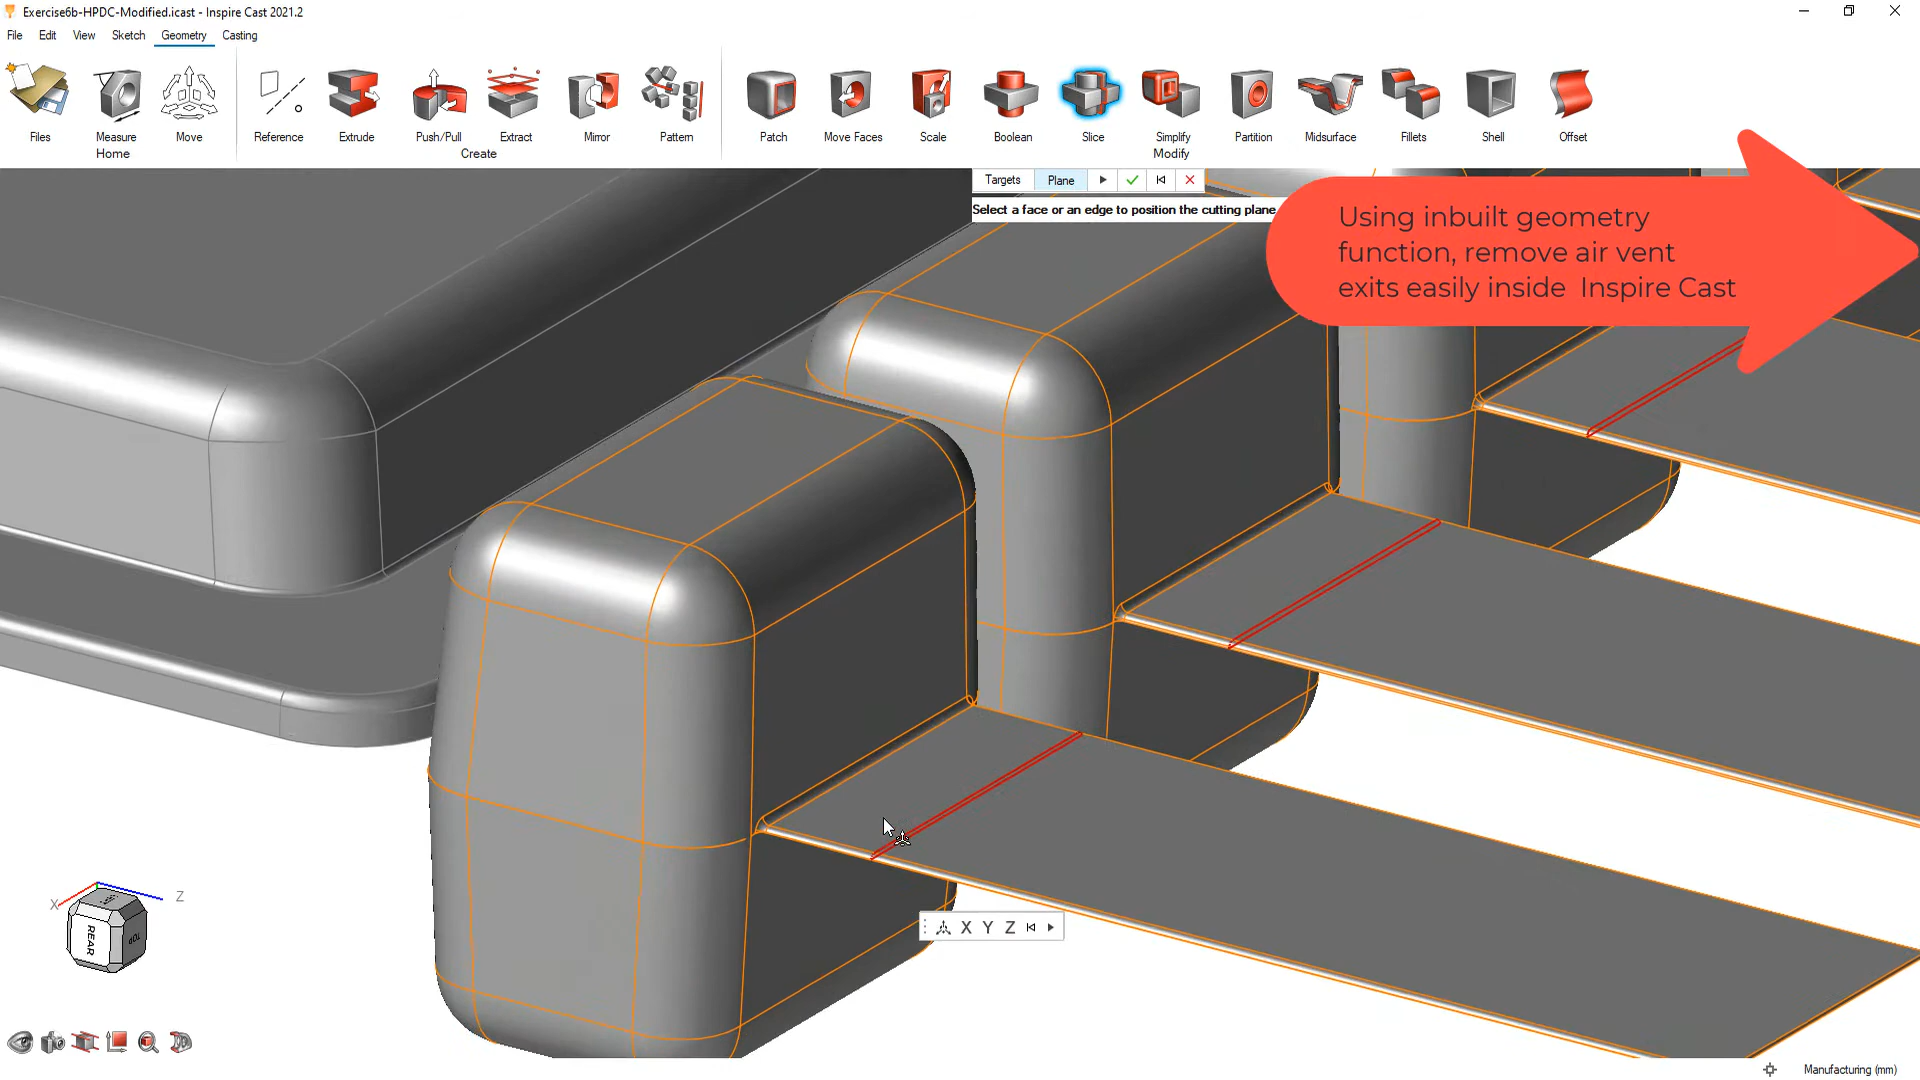 Exercise6b-HPDC-Modified.icast - Inspire Cast 2021.2
File Edit View Sketch Geometry Casting
Files Measure Move Reference Extrude Push/Pull Extract Mirror Pattern Patch Move Faces Scale Boolean Slice Simplify Partition Midsurface Fillets Shell Offset
Home Create Modify
Targets Plane
Select a face or an edge to position the cutting plane
Using inbuilt geometry
function, remove air vent
exits easily inside Inspire Cast
X Y Z
X Z
REAR
TOP
Manufacturing (mm)